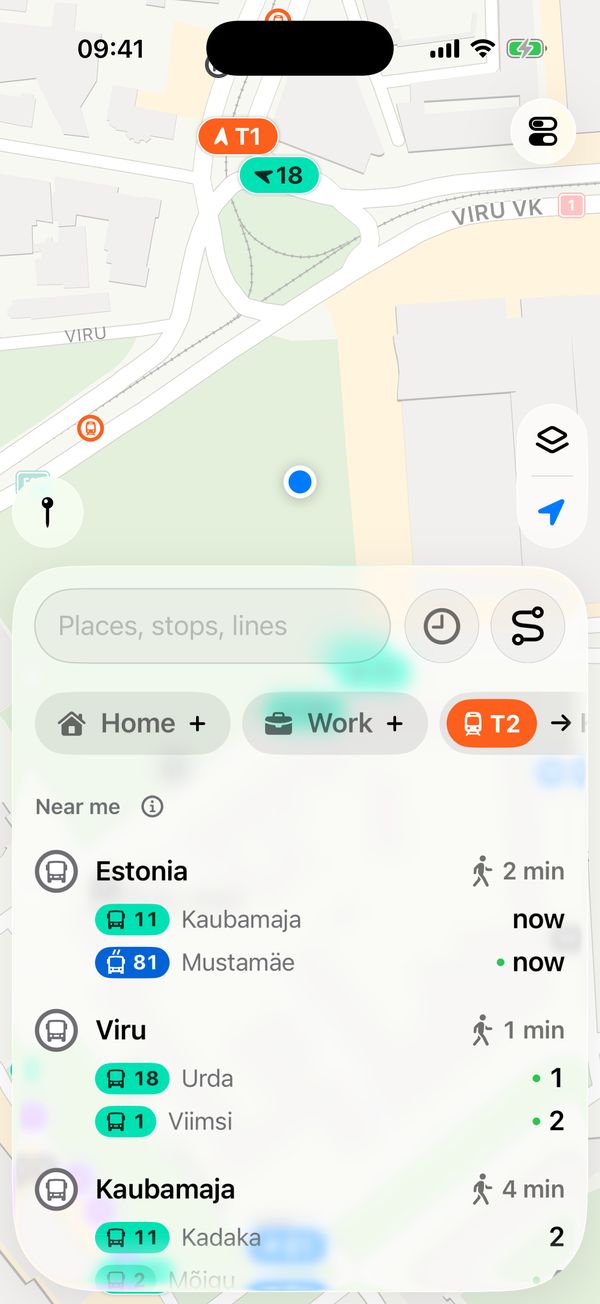 09:41
T1
18
VIRU VK
1
VIRU
Places, stops, lines
Home +
Work +
T2 →
Near me
Estonia 2 min
11 Kaubamaja now
81 Mustamäe now
Viru 1 min
18 Urda 1
1 Viimsi 2
Kaubamaja 4 min
11 Kadaka 2
2 Mõigu